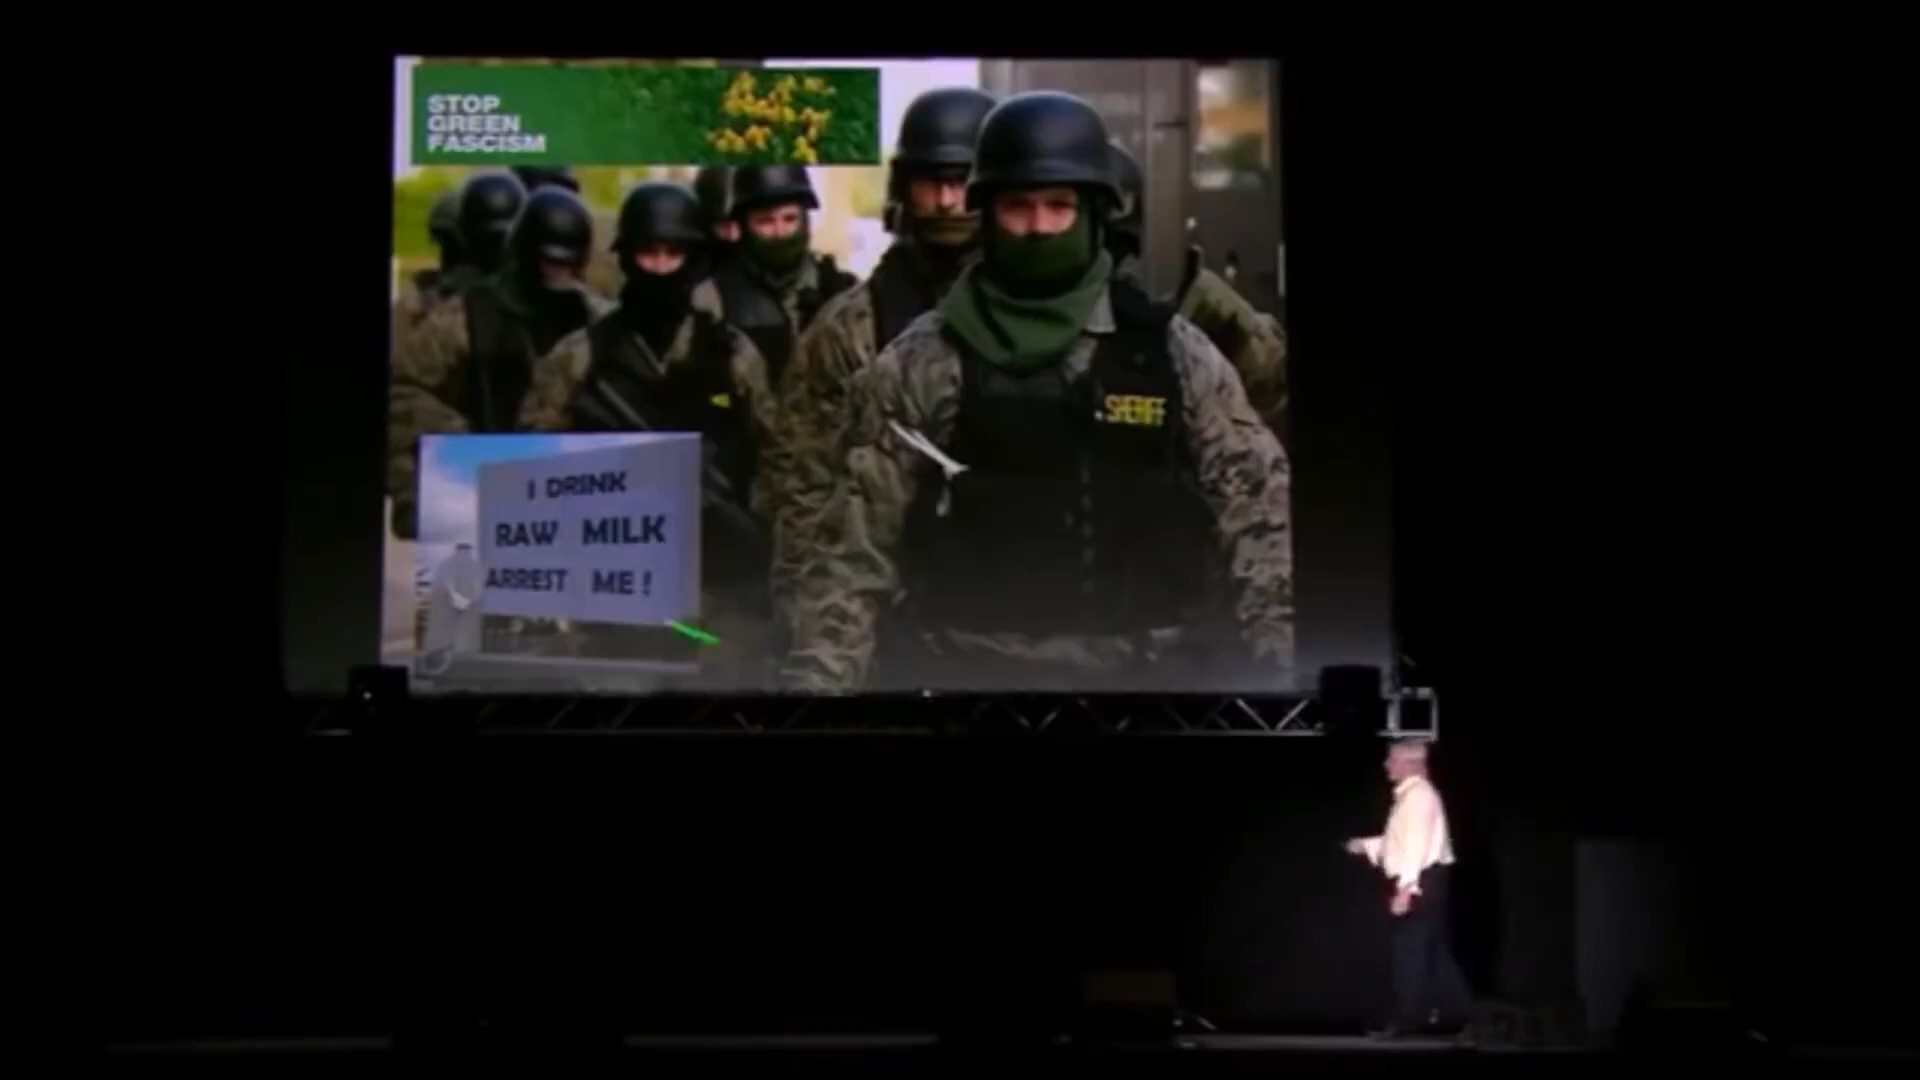 STOP
GREEN
FASCISM
SHERIFF
I DRINK
RAW MILK
ARREST ME!